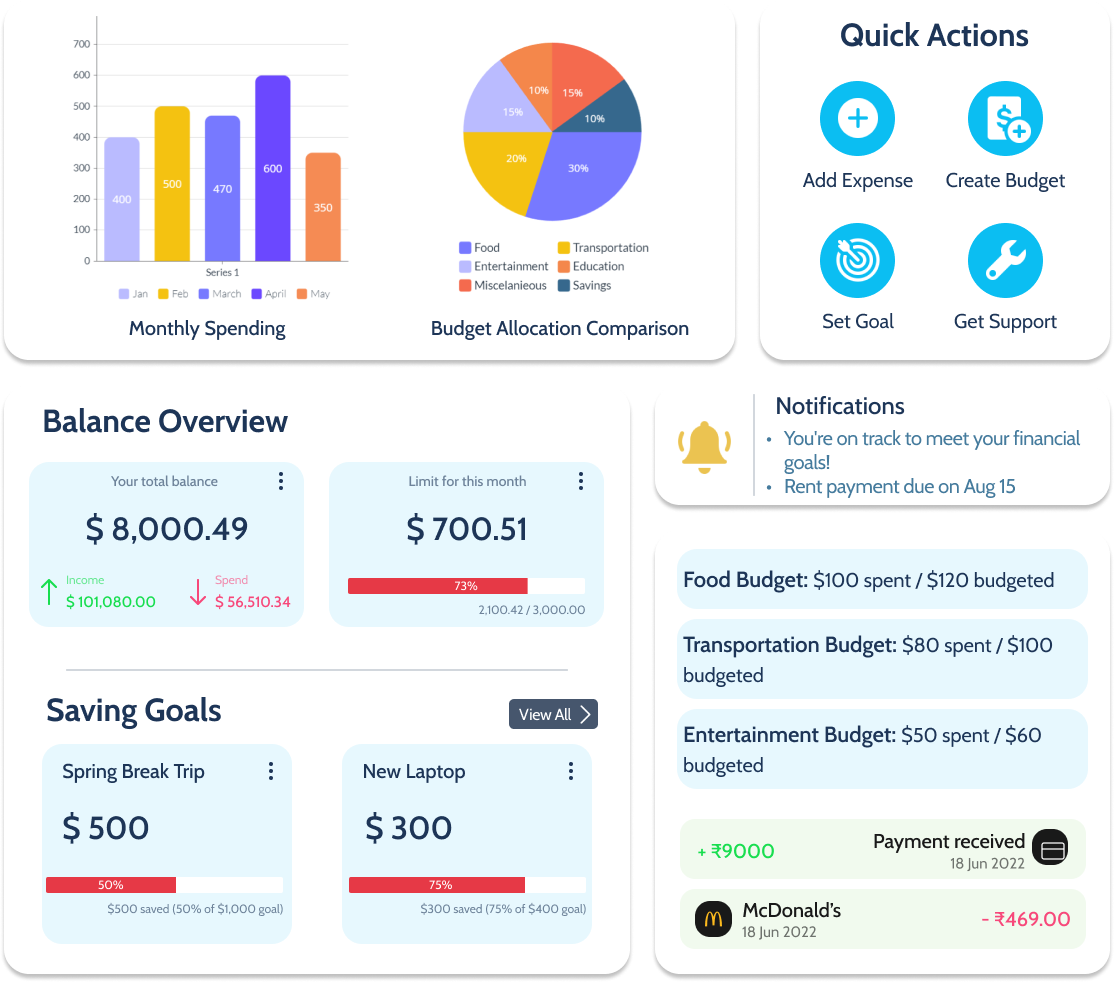 700
600
500
400
300
200
100
0
400
500
470
600
350
Series 1
Jan
Feb
March
April
May
Monthly Spending
10%
15%
15%
10%
20%
30%
Food
Transportation
Entertainment
Education
Miscelanieous
Savings
Budget Allocation Comparison
Quick Actions
Add Expense
Create Budget
Set Goal
Get Support
Balance Overview
Your total balance
$ 8,000.49
Income
$ 101,080.00
Spend
$ 56,510.34
Limit for this month
$ 700.51
73%
2,100.42 / 3,000.00
Saving Goals
View All
Spring Break Trip
$ 500
50%
$500 saved (50% of $1,000 goal)
New Laptop
$ 300
75%
$300 saved (75% of $400 goal)
Notifications
• You're on track to meet your financial
goals!
• Rent payment due on Aug 15
Food Budget: $100 spent / $120 budgeted
Transportation Budget: $80 spent / $100
budgeted
Entertainment Budget: $50 spent / $60
budgeted
+ ₹9000
Payment received
18 Jun 2022
McDonald's
18 Jun 2022
- ₹469.00